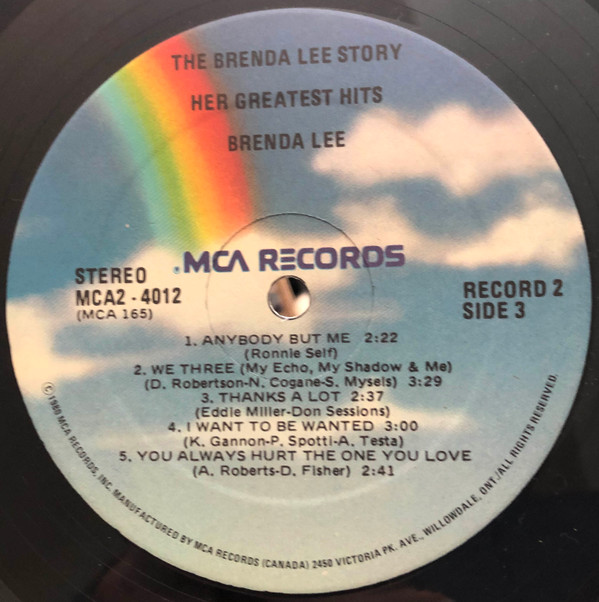 THE BRENDA LEE STORY
HER GREATEST HITS
BRENDA LEE
MCA RECORDS
STEREO
MCA2 - 4012
(MCA 165)
RECORD 2
SIDE 3
1. ANYBODY BUT ME 2:22
(Ronnie Self)
2. WE THREE (My Echo, My Shadow & Me)
(D. Robertson-N. Cogane-S. Mysels) 3:29
3. THANKS A LOT 2:37
(Eddie Miller-Don Sessions)
4. I WANT TO BE WANTED 3:00
(K. Gannon-P. Spotti-A. Testa)
5. YOU ALWAYS HURT THE ONE YOU LOVE
(A. Roberts-D. Fisher) 2:41
©1980 MCA RECORDS, INC. MANUFACTURED BY MCA RECORDS (CANADA) 2450 VICTORIA PK. AVE., WILLOWDALE, ONT./ALL RIGHTS RESERVED.